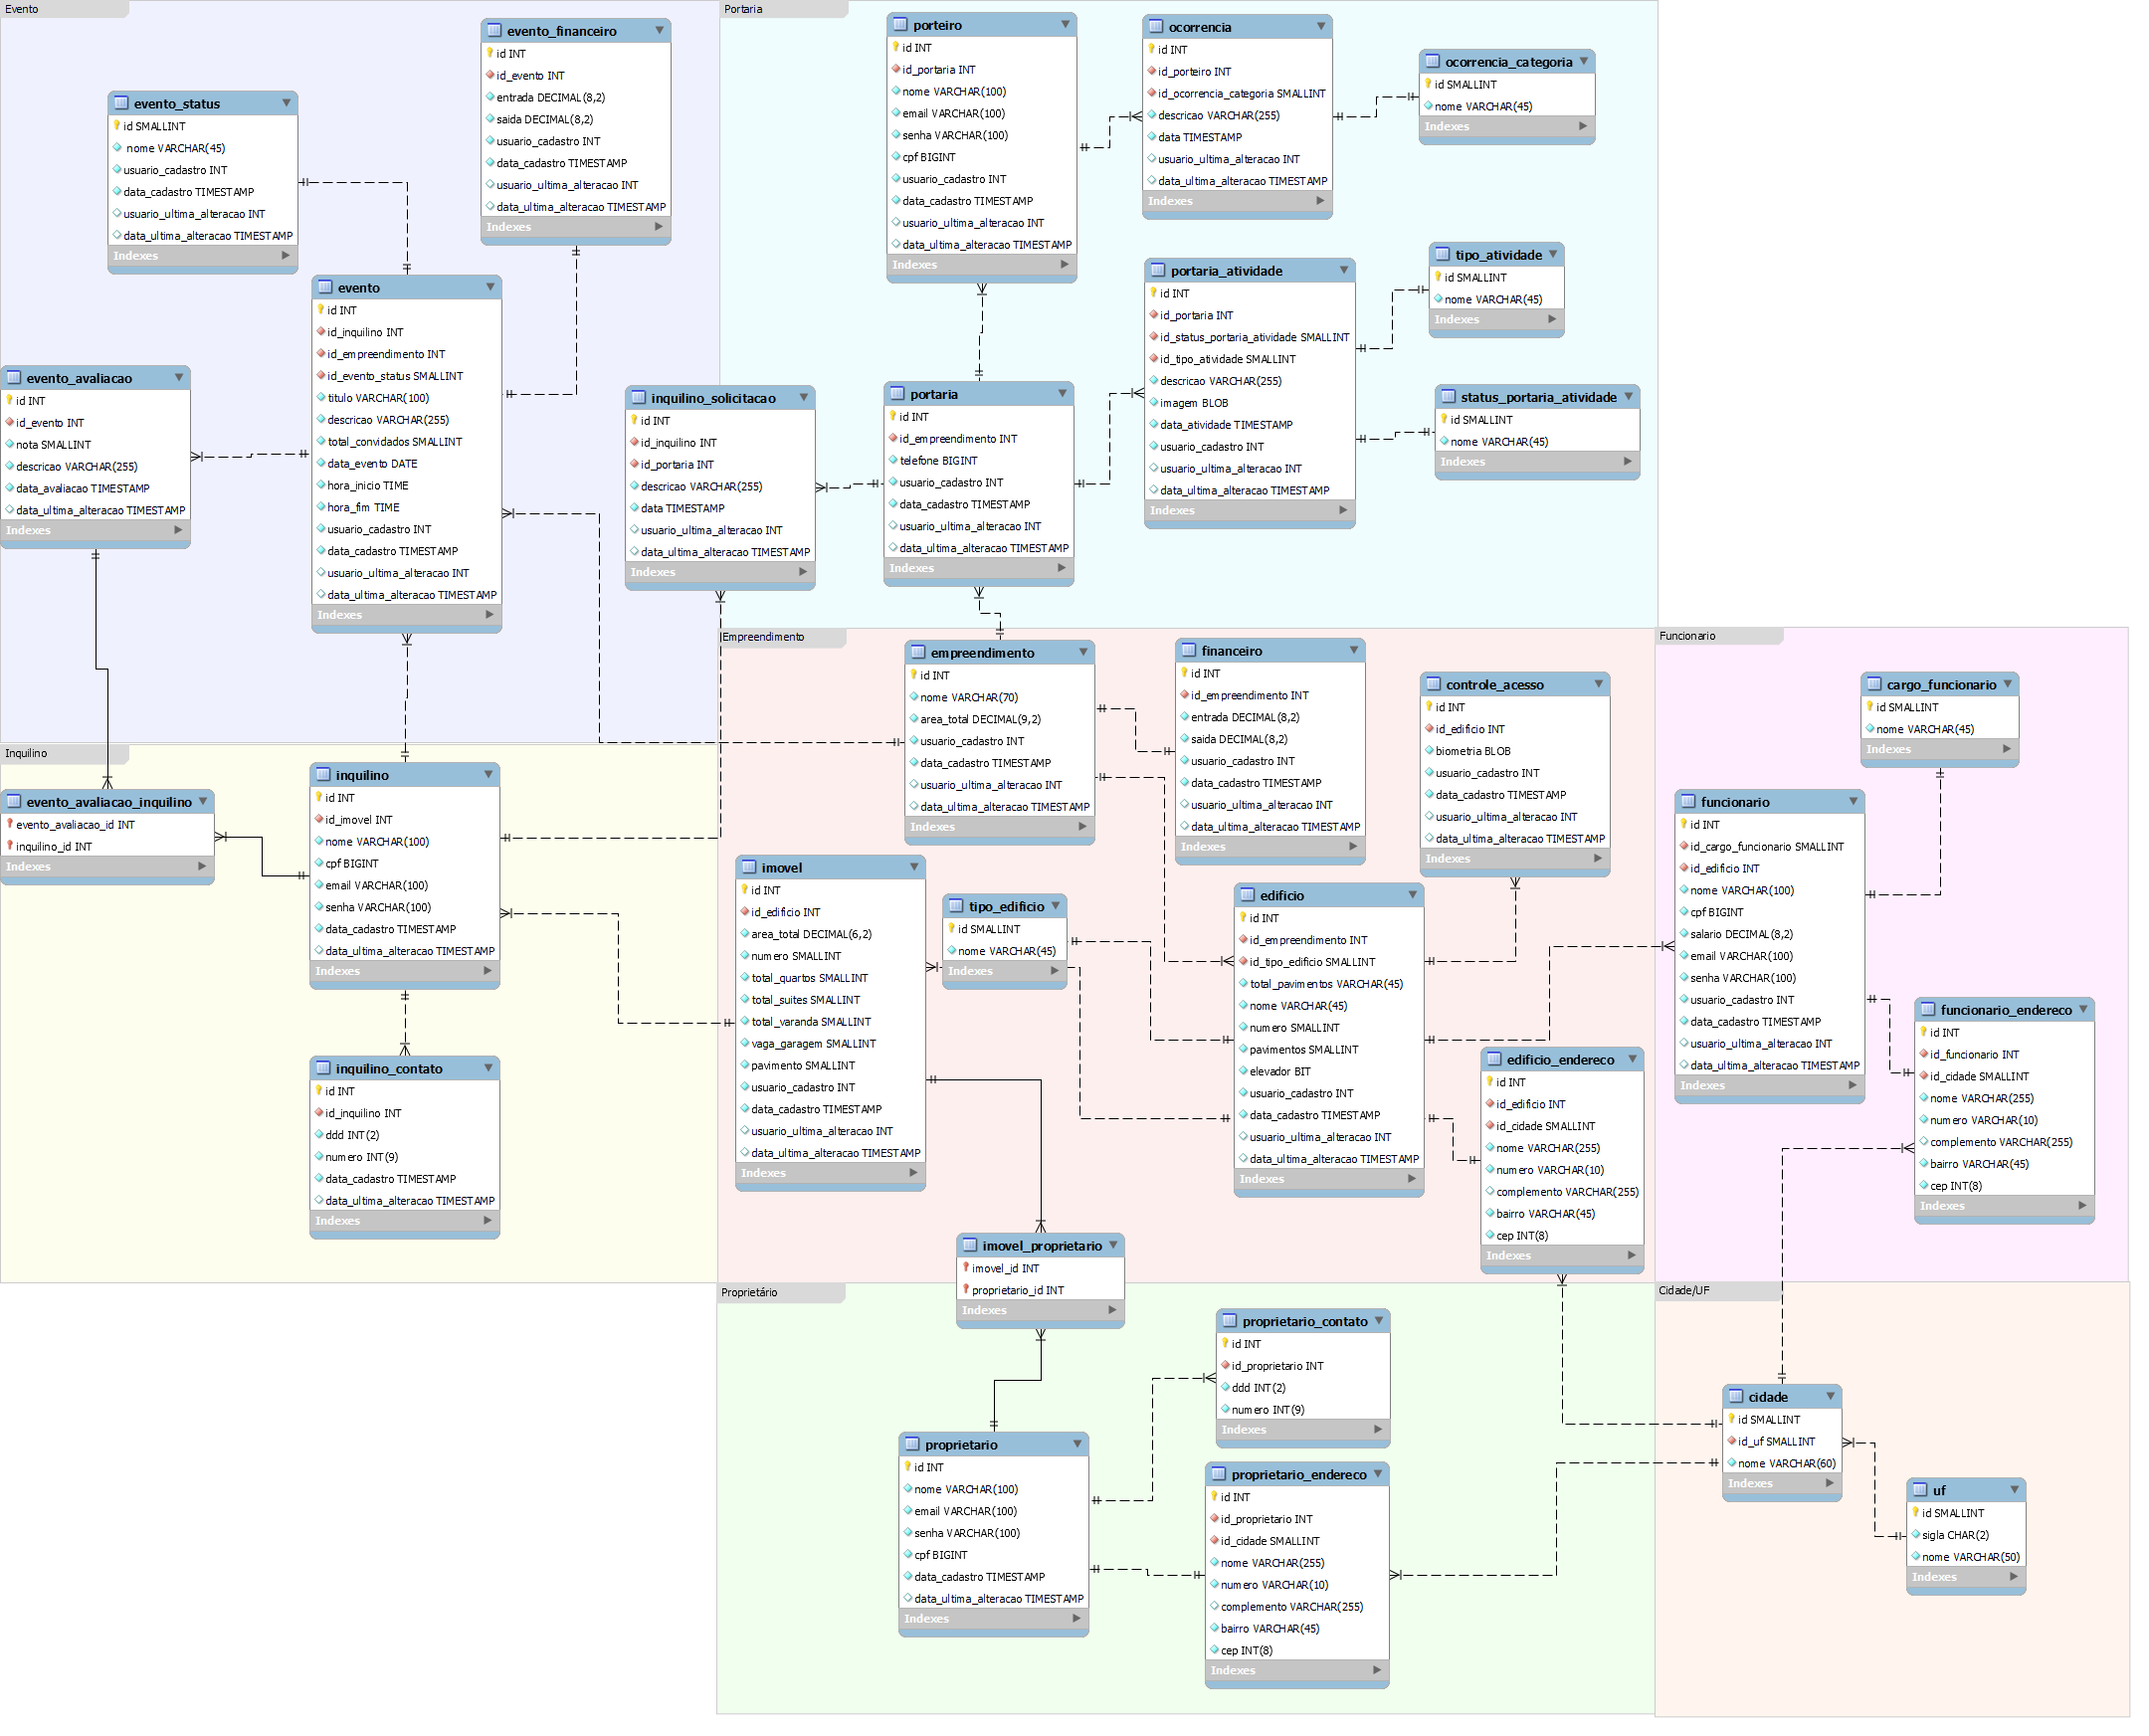 Evento
evento_status
id SMALLINT
nome VARCHAR(45)
usuario_cadastro INT
data_cadastro TIMESTAMP
usuario_ultima_alteracao INT
data_ultima_alteracao TIMESTAMP
Indexes
evento_financeiro
id INT
id_evento INT
entrada DECIMAL(8,2)
saida DECIMAL(8,2)
usuario_cadastro INT
data_cadastro TIMESTAMP
usuario_ultima_alteracao INT
data_ultima_alteracao TIMESTAMP
Indexes
evento
id INT
id_inquilino INT
id_empreendimento INT
id_evento_status SMALLINT
titulo VARCHAR(100)
descricao VARCHAR(255)
total_convidados SMALLINT
data_evento DATE
hora_inicio TIME
hora_fim TIME
usuario_cadastro INT
data_cadastro TIMESTAMP
usuario_ultima_alteracao INT
data_ultima_alteracao TIMESTAMP
Indexes
evento_avaliacao
id INT
id_evento INT
nota SMALLINT
descricao VARCHAR(255)
data_avaliacao TIMESTAMP
data_ultima_alteracao TIMESTAMP
Indexes
inquilino_solicitacao
id INT
id_inquilino INT
id_portaria INT
descricao VARCHAR(255)
data TIMESTAMP
usuario_ultima_alteracao INT
data_ultima_alteracao TIMESTAMP
Indexes
Portaria
porteiro
id INT
id_portaria INT
nome VARCHAR(100)
email VARCHAR(100)
senha VARCHAR(100)
cpf BIGINT
usuario_cadastro INT
data_cadastro TIMESTAMP
usuario_ultima_alteracao INT
data_ultima_alteracao TIMESTAMP
Indexes
ocorrencia
id INT
id_porteiro INT
id_ocorrencia_categoria SMALLINT
descricao VARCHAR(255)
data TIMESTAMP
usuario_ultima_alteracao INT
data_ultima_alteracao TIMESTAMP
Indexes
ocorrencia_categoria
id SMALLINT
nome VARCHAR(45)
Indexes
portaria_atividade
id INT
id_portaria INT
id_status_portaria_atividade SMALLINT
id_tipo_atividade SMALLINT
descricao VARCHAR(255)
imagem BLOB
data_atividade TIMESTAMP
usuario_cadastro INT
usuario_ultima_alteracao INT
data_ultima_alteracao TIMESTAMP
Indexes
tipo_atividade
id SMALLINT
nome VARCHAR(45)
Indexes
status_portaria_atividade
id SMALLINT
nome VARCHAR(45)
Indexes
portaria
id INT
id_empreendimento INT
telefone BIGINT
usuario_cadastro INT
data_cadastro TIMESTAMP
usuario_ultima_alteracao INT
data_ultima_alteracao TIMESTAMP
Indexes
Inquilino
evento_avaliacao_inquilino
evento_avaliacao_id INT
inquilino_id INT
Indexes
inquilino
id INT
id_imovel INT
nome VARCHAR(100)
cpf BIGINT
email VARCHAR(100)
senha VARCHAR(100)
data_cadastro TIMESTAMP
data_ultima_alteracao TIMESTAMP
Indexes
inquilino_contato
id INT
id_inquilino INT
ddd INT(2)
numero INT(9)
data_cadastro TIMESTAMP
data_ultima_alteracao TIMESTAMP
Indexes
Empreendimento
empreendimento
id INT
nome VARCHAR(70)
area_total DECIMAL(9,2)
usuario_cadastro INT
data_cadastro TIMESTAMP
usuario_ultima_alteracao INT
data_ultima_alteracao TIMESTAMP
Indexes
financeiro
id INT
id_empreendimento INT
entrada DECIMAL(8,2)
saida DECIMAL(8,2)
usuario_cadastro INT
data_cadastro TIMESTAMP
usuario_ultima_alteracao INT
data_ultima_alteracao TIMESTAMP
Indexes
controle_acesso
id INT
id_edificio INT
biometria BLOB
usuario_cadastro INT
data_cadastro TIMESTAMP
usuario_ultima_alteracao INT
data_ultima_alteracao TIMESTAMP
Indexes
imovel
id INT
id_edificio INT
area_total DECIMAL(6,2)
numero SMALLINT
total_quartos SMALLINT
total_suites SMALLINT
total_varanda SMALLINT
vaga_garagem SMALLINT
pavimento SMALLINT
usuario_cadastro INT
data_cadastro TIMESTAMP
usuario_ultima_alteracao INT
data_ultima_alteracao TIMESTAMP
Indexes
tipo_edificio
id SMALLINT
nome VARCHAR(45)
Indexes
edificio
id INT
id_empreendimento INT
id_tipo_edificio SMALLINT
total_pavimentos VARCHAR(45)
nome VARCHAR(45)
numero SMALLINT
pavimentos SMALLINT
elevador BIT
usuario_cadastro INT
data_cadastro TIMESTAMP
usuario_ultima_alteracao INT
data_ultima_alteracao TIMESTAMP
Indexes
edificio_endereco
id INT
id_edificio INT
id_cidade SMALLINT
nome VARCHAR(255)
numero VARCHAR(10)
complemento VARCHAR(255)
bairro VARCHAR(45)
cep INT(8)
Indexes
imovel_proprietario
imovel_id INT
proprietario_id INT
Indexes
Funcionario
cargo_funcionario
id SMALLINT
nome VARCHAR(45)
Indexes
funcionario
id INT
id_cargo_funcionario SMALLINT
id_edificio INT
nome VARCHAR(100)
cpf BIGINT
salario DECIMAL(8,2)
email VARCHAR(100)
senha VARCHAR(100)
usuario_cadastro INT
data_cadastro TIMESTAMP
usuario_ultima_alteracao INT
data_ultima_alteracao TIMESTAMP
Indexes
funcionario_endereco
id INT
id_funcionario INT
id_cidade SMALLINT
nome VARCHAR(255)
numero VARCHAR(10)
complemento VARCHAR(255)
bairro VARCHAR(45)
cep INT(8)
Indexes
Proprietário
proprietario_contato
id INT
id_proprietario INT
ddd INT(2)
numero INT(9)
Indexes
proprietario
id INT
nome VARCHAR(100)
email VARCHAR(100)
senha VARCHAR(100)
cpf BIGINT
data_cadastro TIMESTAMP
data_ultima_alteracao TIMESTAMP
Indexes
proprietario_endereco
id INT
id_proprietario INT
id_cidade SMALLINT
nome VARCHAR(255)
numero VARCHAR(10)
complemento VARCHAR(255)
bairro VARCHAR(45)
cep INT(8)
Indexes
Cidade/UF
cidade
id SMALLINT
id_uf SMALLINT
nome VARCHAR(60)
Indexes
uf
id SMALLINT
sigla CHAR(2)
nome VARCHAR(50)
Indexes